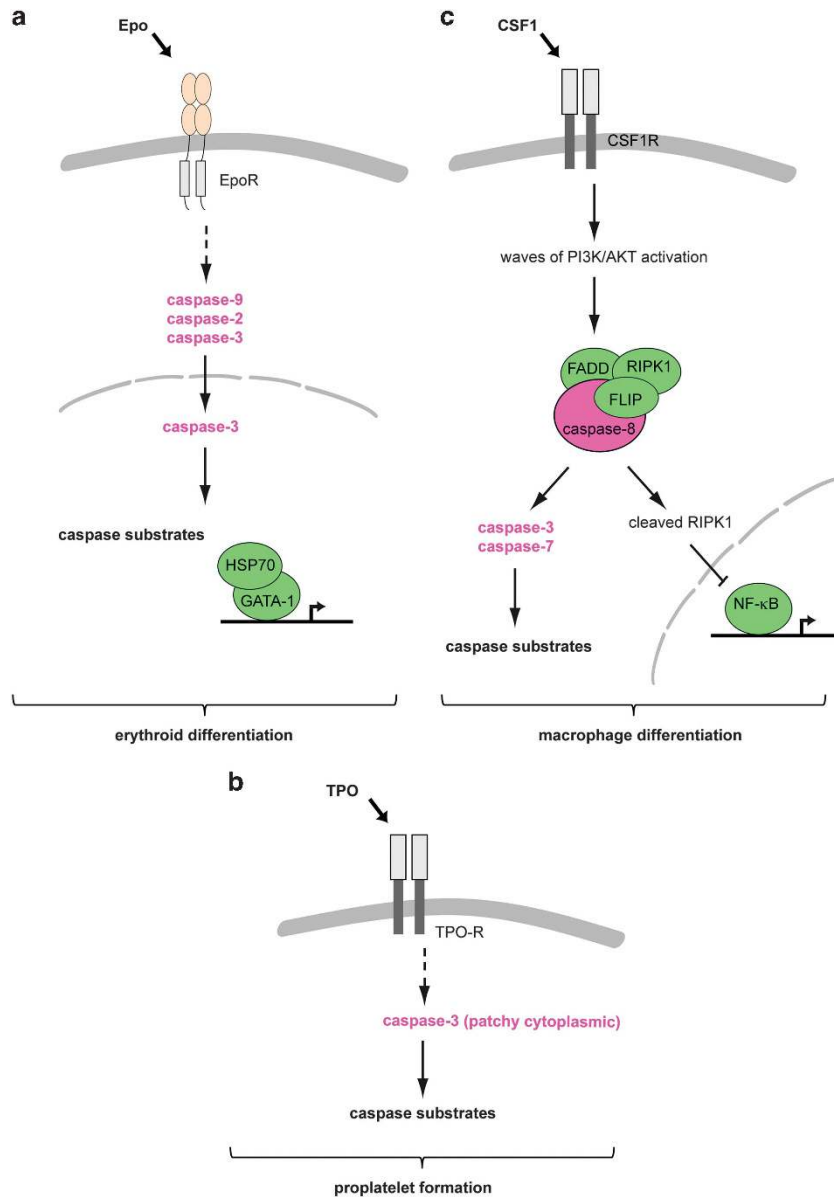 a
Epo
EpoR
caspase-9
caspase-2
caspase-3
caspase-3
caspase substrates
HSP70
GATA-1
erythroid differentiation
c
CSF1
CSF1R
waves of PI3K/AKT activation
FADD
RIPK1
FLIP
caspase-8
caspase-3
caspase-7
cleaved RIPK1
NF-κB
caspase substrates
macrophage differentiation
b
TPO
TPO-R
caspase-3 (patchy cytoplasmic)
caspase substrates
proplatelet formation